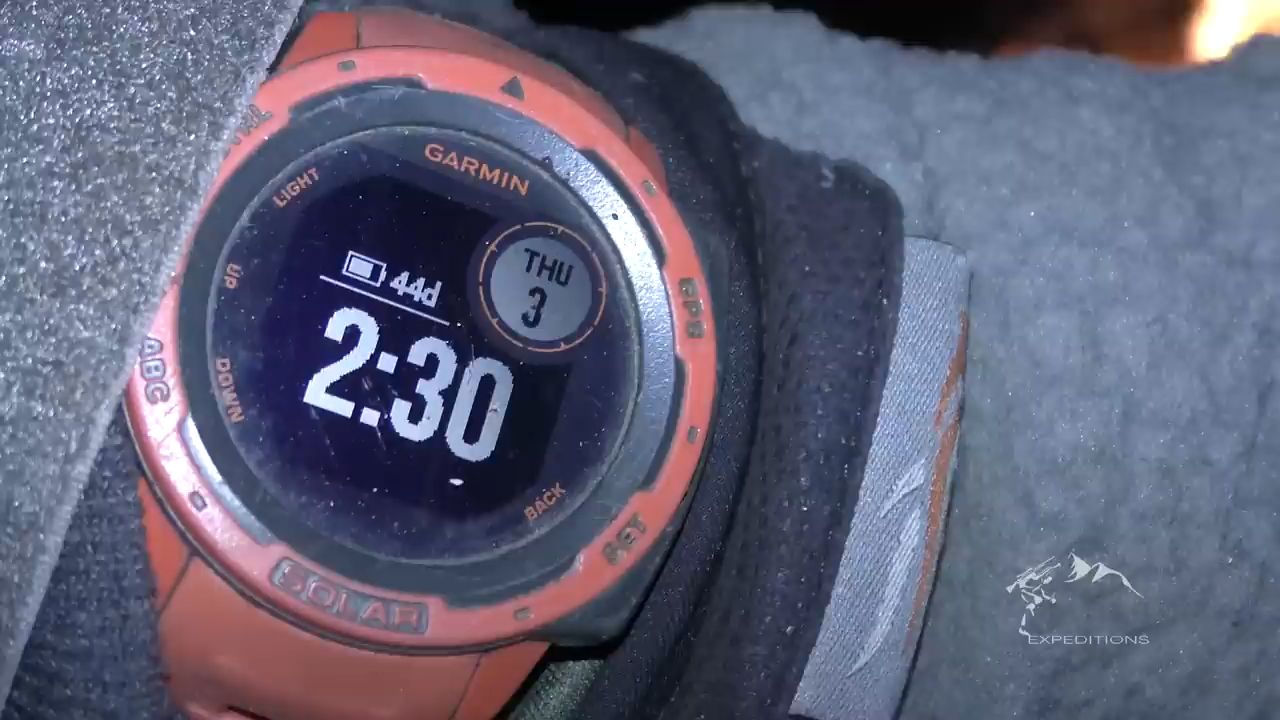 GARMIN
LIGHT
THU
3
UP
44d
GPS
2:30
ABC
DOWN
BACK
SET
SOLAR
EXPEDITIONS